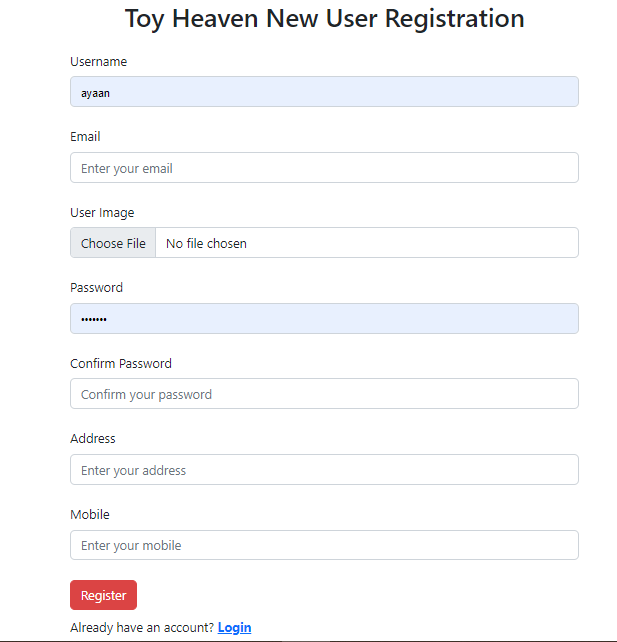 Toy Heaven New User Registration
Username
ayaan
Email
Enter your email
User Image
Choose File No file chosen
Password
•••••••
Confirm Password
Confirm your password
Address
Enter your address
Mobile
Enter your mobile
Register
Already have an account? Login